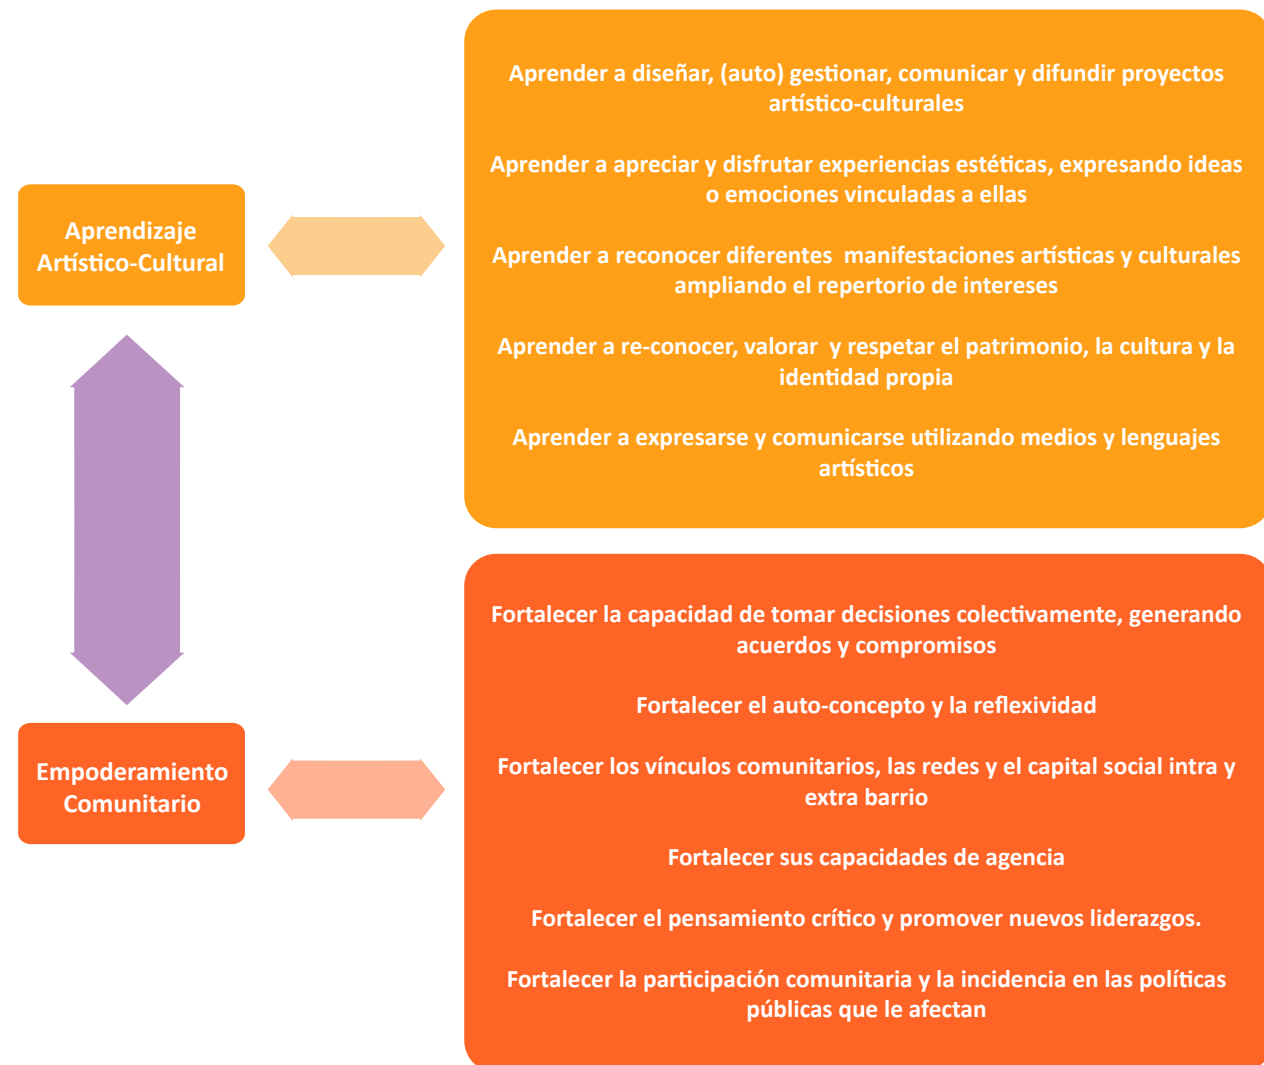 Aprender a diseñar, (auto) gestionar, comunicar y difundir proyectos
artístico-culturales
Aprender a apreciar y disfrutar experiencias estéticas, expresando ideas
o emociones vinculadas a ellas
Aprendizaje
Artístico-Cultural
Aprender a reconocer diferentes  manifestaciones artísticas y culturales
ampliando el repertorio de intereses
Aprender a re-conocer, valorar  y respetar el patrimonio, la cultura y la
identidad propia
Aprender a expresarse y comunicarse utilizando medios y lenguajes
artísticos
Fortalecer la capacidad de tomar decisiones colectivamente, generando
acuerdos y compromisos
Fortalecer el auto-concepto y la reflexividad
Empoderamiento
Comunitario
Fortalecer los vínculos comunitarios, las redes y el capital social intra y
extra barrio
Fortalecer sus capacidades de agencia
Fortalecer el pensamiento crítico y promover nuevos liderazgos.
Fortalecer la participación comunitaria y la incidencia en las políticas
públicas que le afectan